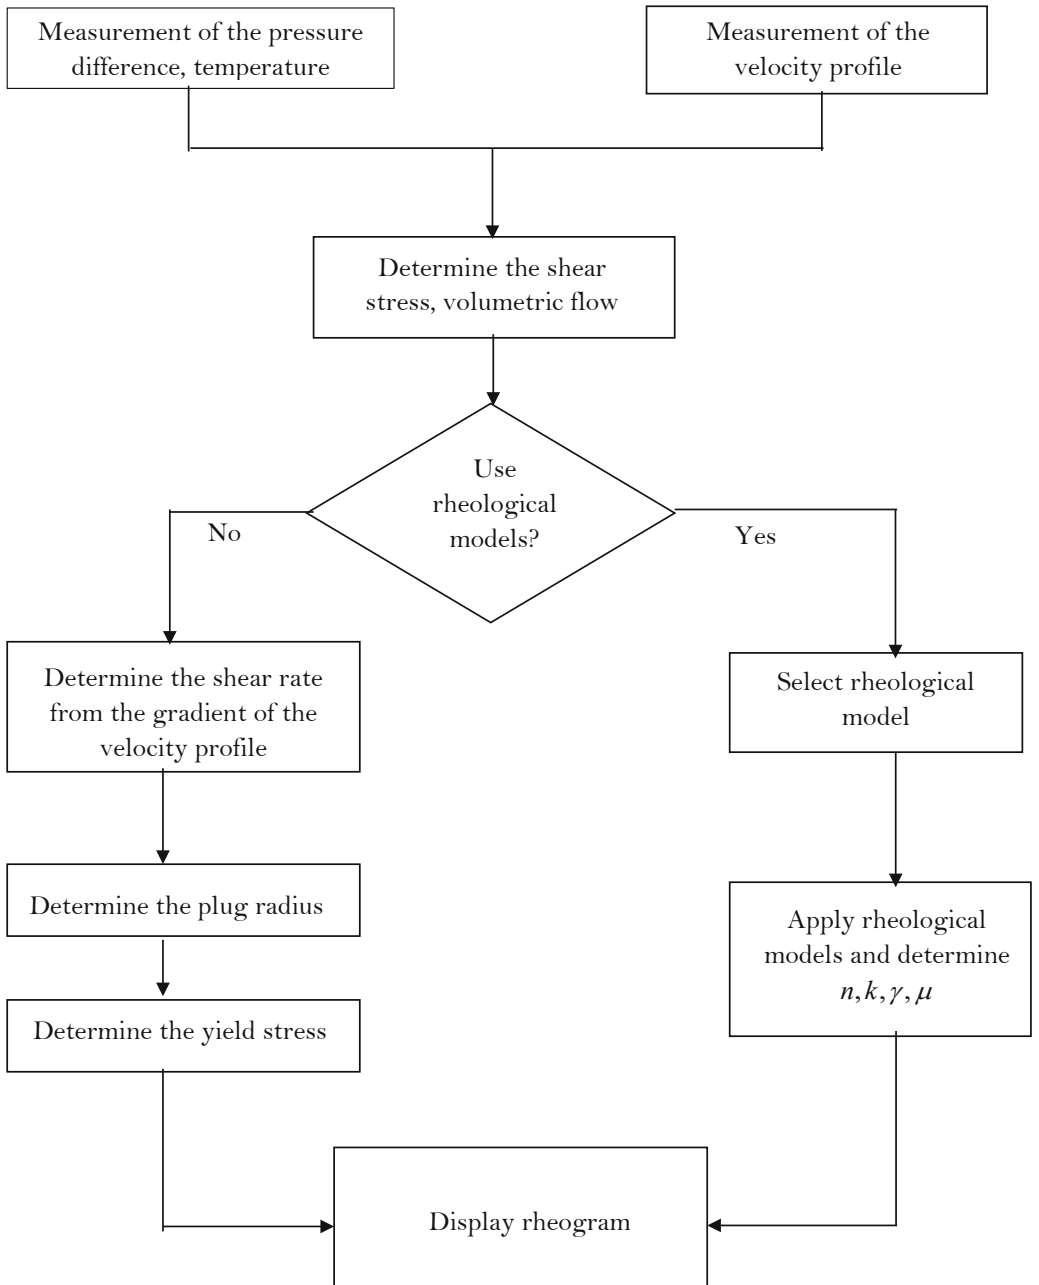 Measurement of the pressure
difference, temperature
Measurement of the
velocity profile
Determine the shear
stress, volumetric flow
Use
rheological
models?
No
Yes
Determine the shear rate
from the gradient of the
velocity profile
Select rheological
model
Determine the plug radius
Apply rheological
models and determine
n, k, γ, μ
Determine the yield stress
Display rheogram